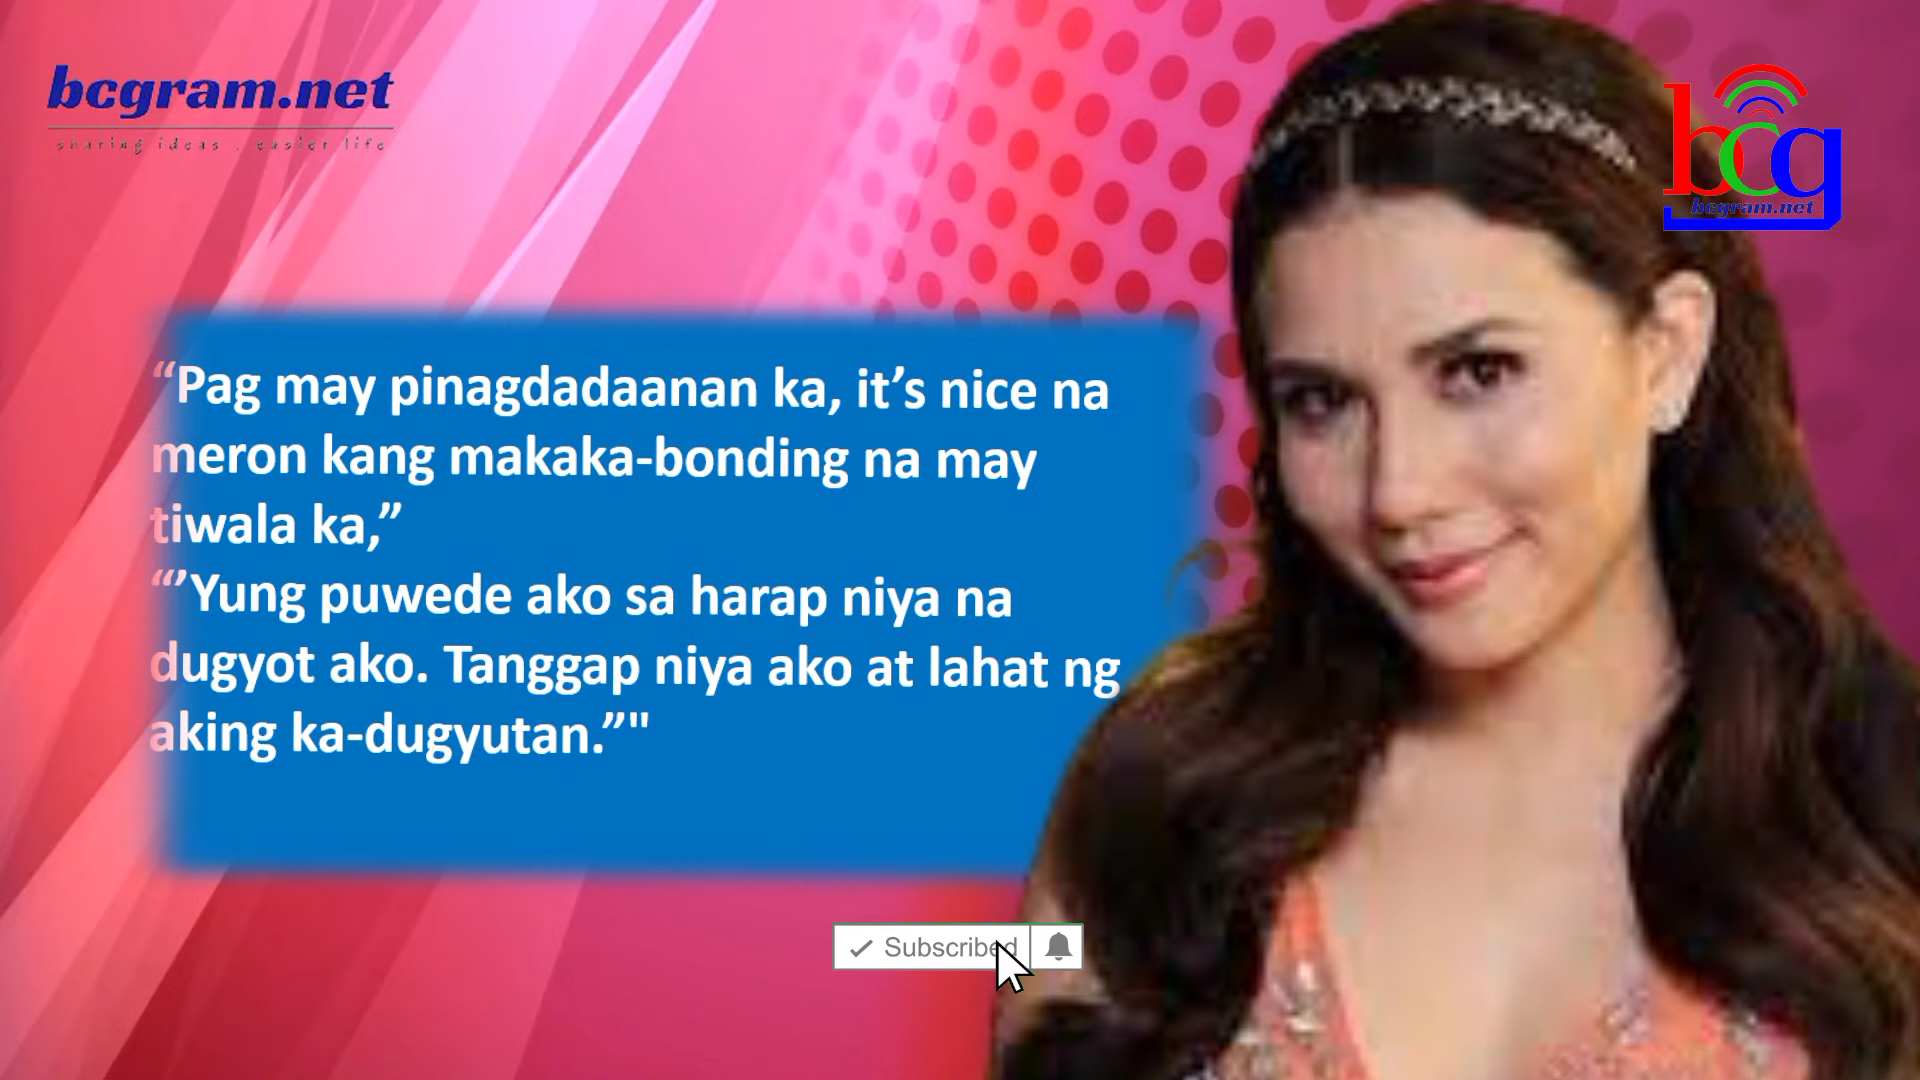 bcgram.net
sharing ideas . easier life
bcg
bcgram.net
“Pag may pinagdadaanan ka, it’s nice na
meron kang makaka-bonding na may
tiwala ka,”
“’Yung puwede ako sa harap niya na
dugyot ako. Tanggap niya ako at lahat ng
aking ka-dugyutan.”"
Subscribed